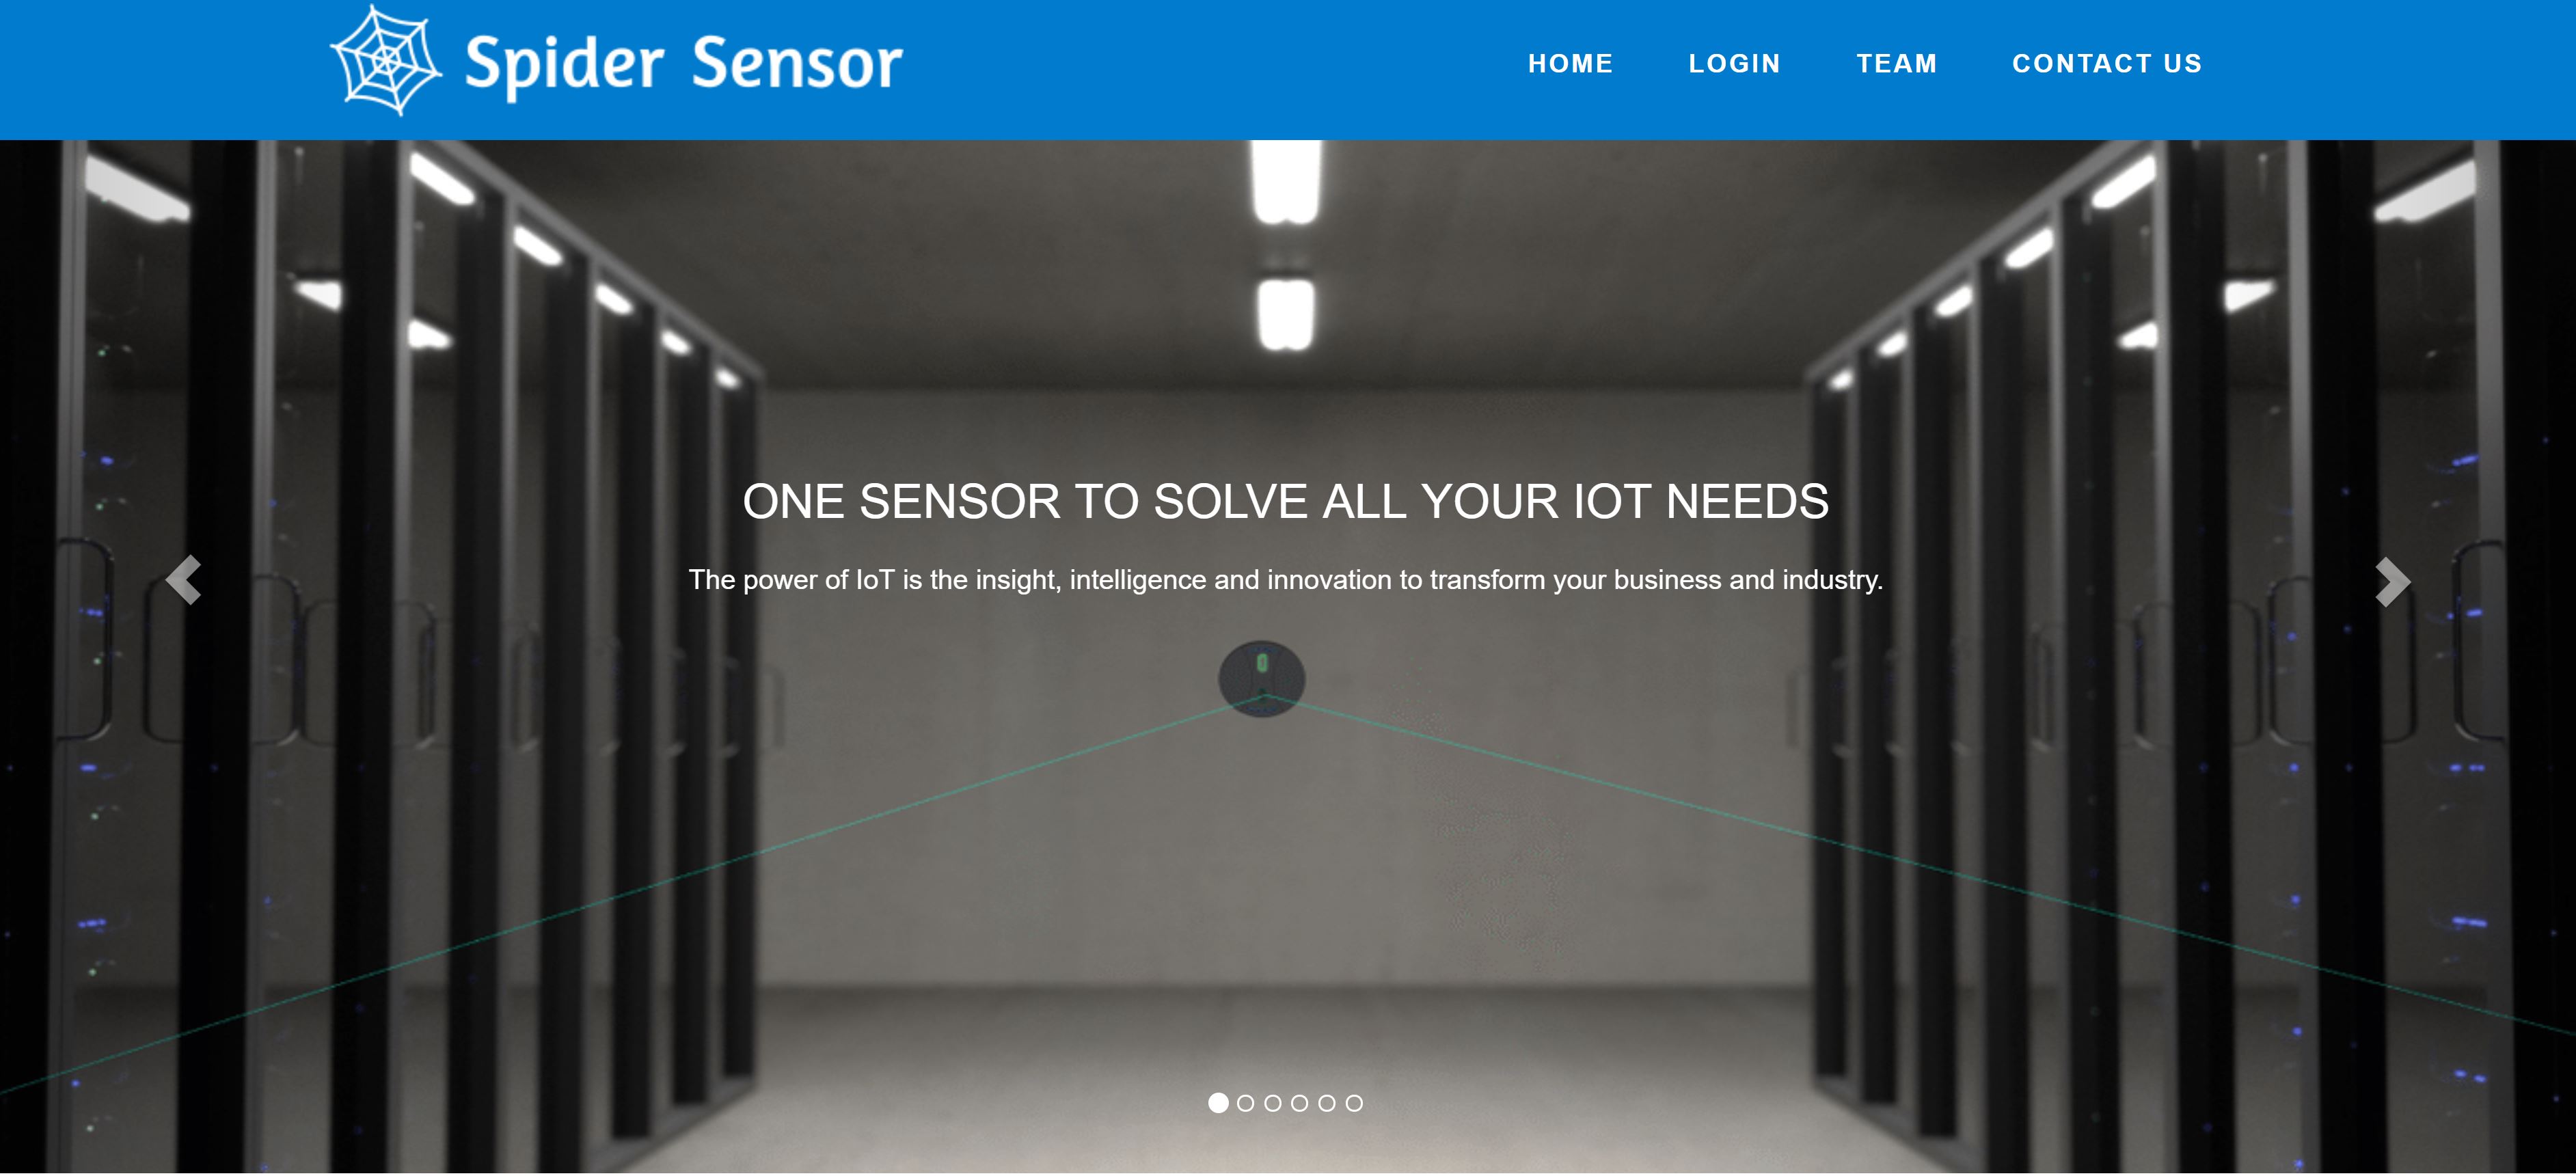 Spider Sensor
HOME LOGIN TEAM CONTACT US
ONE SENSOR TO SOLVE ALL YOUR IOT NEEDS
The power of IoT is the insight, intelligence and innovation to transform your business and industry.